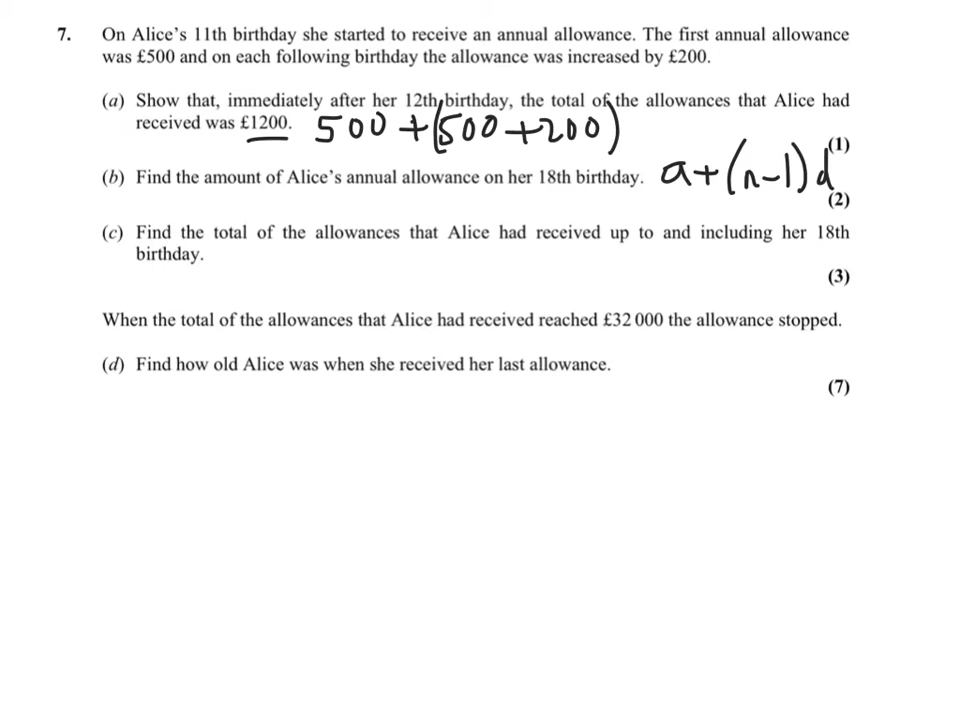 7. On Alice's 11th birthday she started to receive an annual allowance. The first annual allowance
was £500 and on each following birthday the allowance was increased by £200.
(a) Show that, immediately after her 12th birthday, the total of the allowances that Alice had
received was £1200. 500 + (500 + 200)
(1)
(b) Find the amount of Alice's annual allowance on her 18th birthday. a + (n - 1) d
(2)
(c) Find the total of the allowances that Alice had received up to and including her 18th
birthday.
(3)
When the total of the allowances that Alice had received reached £32 000 the allowance stopped.
(d) Find how old Alice was when she received her last allowance.
(7)